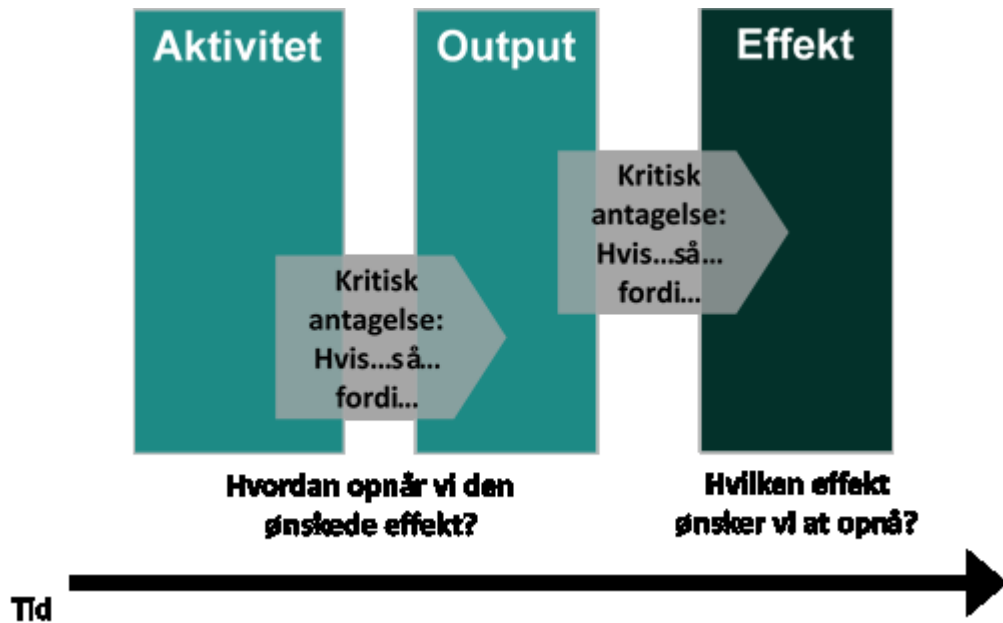 Aktivitet
Output
Effekt
Kritisk
antagelse:
Hvis...så...
fordi...
Kritisk
antagelse:
Hvis...så...
fordi...
Hvordan opnår vi den
ønskede effekt?
Hvilken effekt
ønsker vi at opnå?
Tid